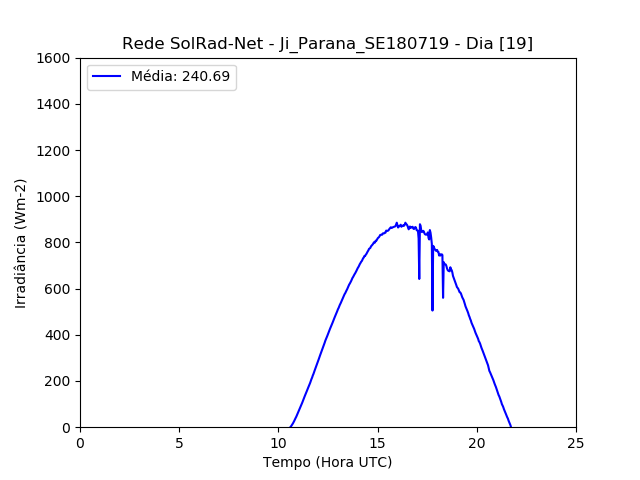 Rede SolRad-Net - Ji_Parana_SE180719 - Dia [19]
Média: 240.69
1600
1400
1200
1000
800
600
400
200
0
Irradiância (Wm-2)
0 5 10 15 20 25
Tempo (Hora UTC)